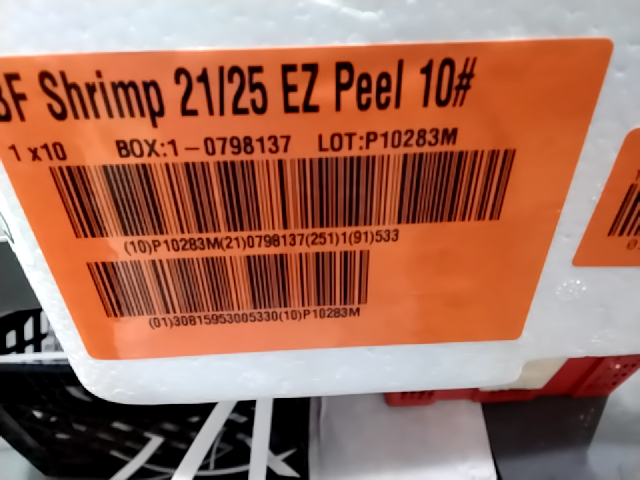 BF Shrimp 21/25 EZ Peel 10#
1 x10 BOX:1-0798137 LOT:P10283M
(10)P10283M(21)0798137(251)1(91)533
(01)30815953005330(10)P10283M